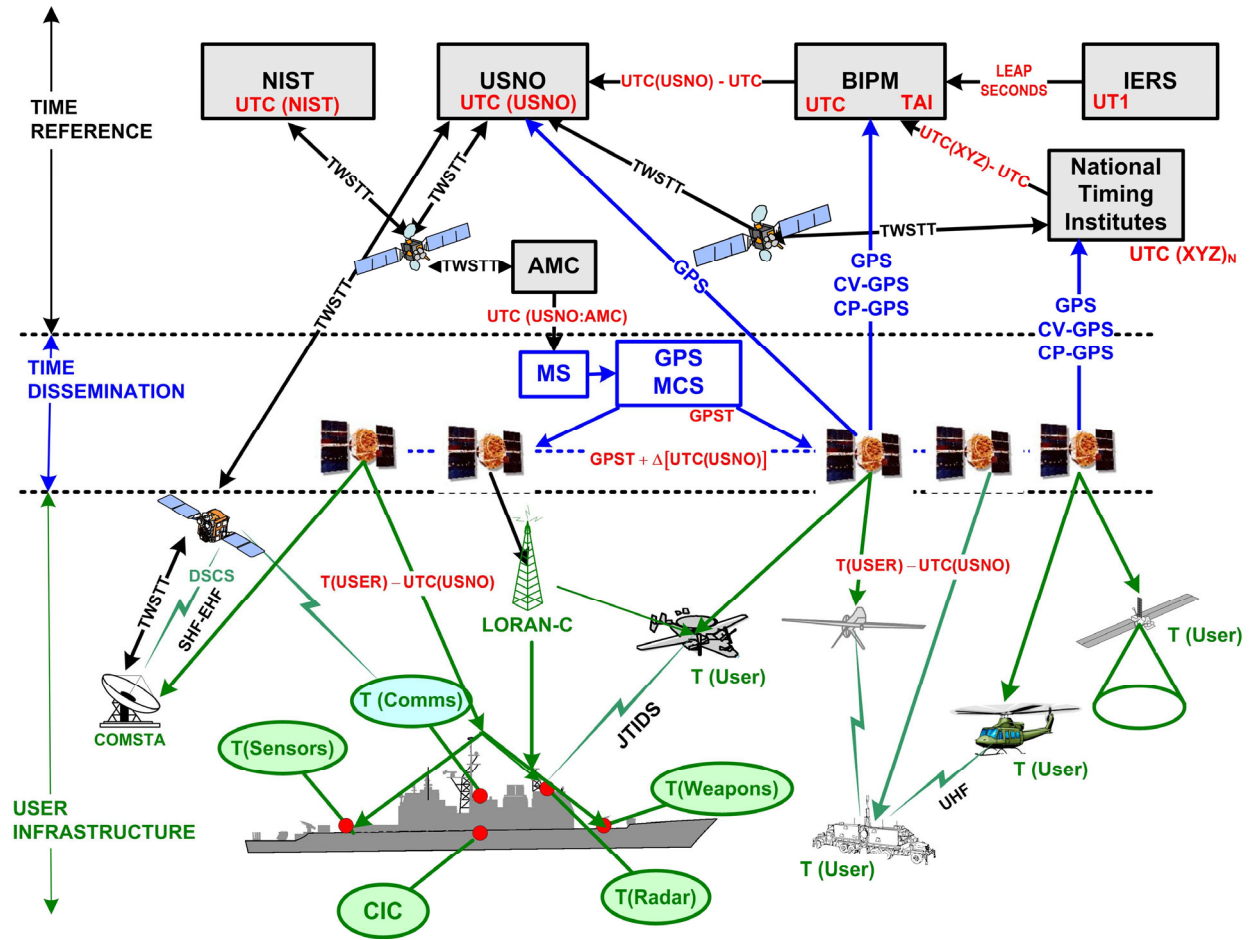 NIST
UTC (NIST)
USNO
UTC (USNO)
UTC(USNO) - UTC
BIPM
UTC TAI
LEAP
SECONDS
IERS
UT1
TIME
REFERENCE
TWSTT
TWSTT
TWSTT
UTC(XYZ)- UTC
National
Timing
Institutes
TWSTT
UTC (XYZ)N
TWSTT
AMC
TWSTT
GPS
GPS
CV-GPS
CP-GPS
UTC (USNO:AMC)
GPS
CV-GPS
CP-GPS
TIME
DISSEMINATION
MS
GPS
MCS
GPST
GPST + Δ[UTC(USNO)]
DSCS
TWSTT
SHF-EHF
T(USER) – UTC(USNO)
T(USER) – UTC(USNO)
LORAN-C
T (User)
T (User)
COMSTA
T (Comms)
JTIDS
T(Sensors)
T (User)
T(Weapons)
UHF
USER
INFRASTRUCTURE
T (User)
CIC
T(Radar)